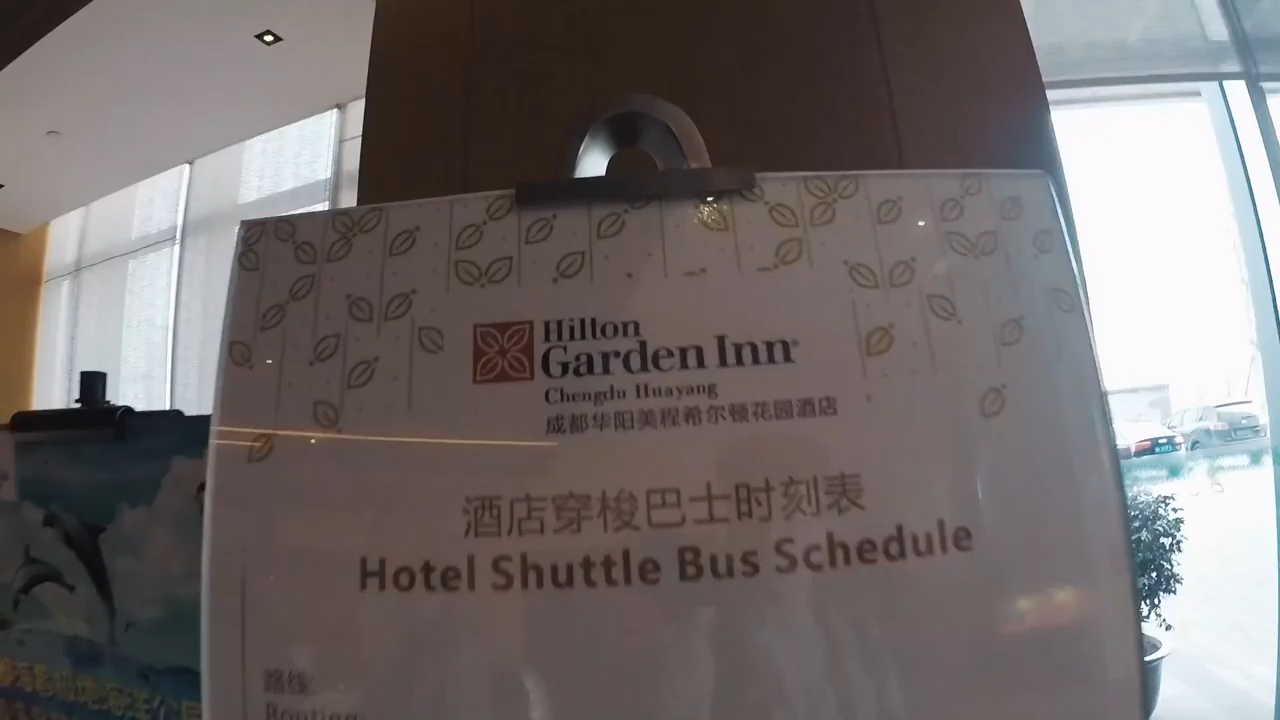 Hilton
Garden Inn
Chengdu Huayang
成都华阳美程希尔顿花园酒店
酒店穿梭巴士时刻表
Hotel Shuttle Bus Schedule
路线
Routing